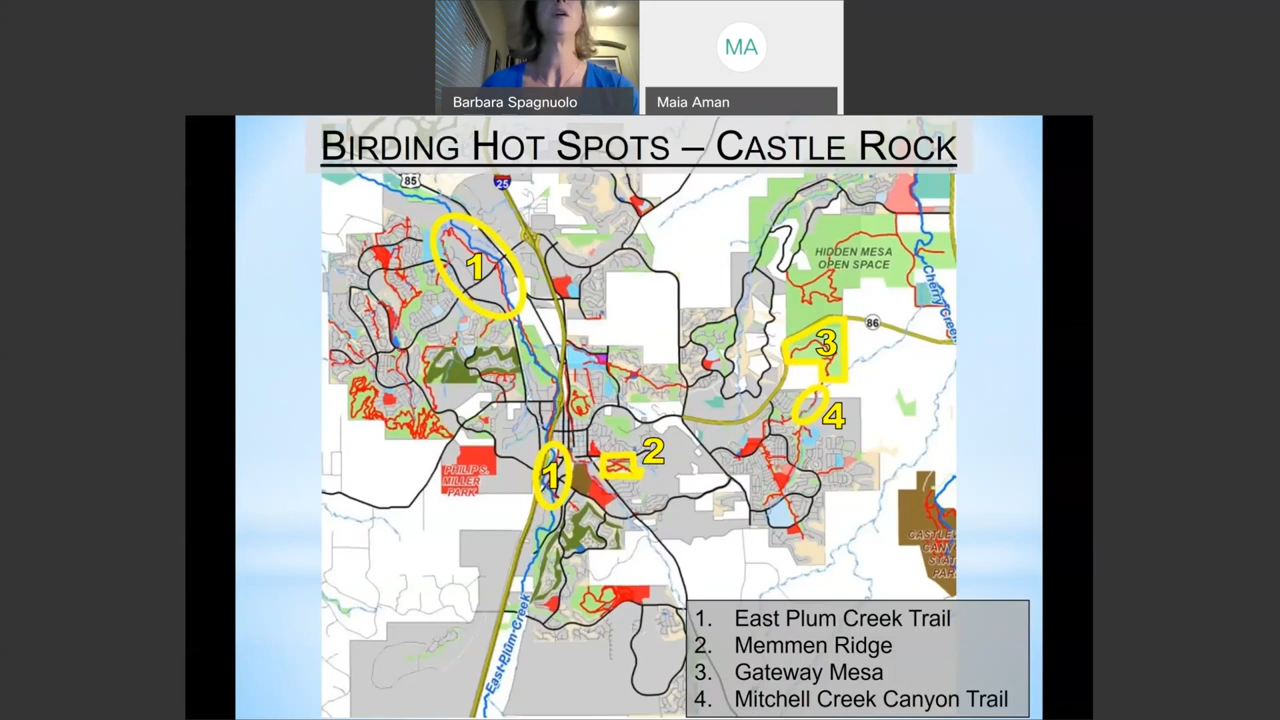 MA
Barbara Spagnuolo
Maia Aman
BIRDING HOT SPOTS – CASTLE ROCK
85
25
1
HIDDEN MESA
OPEN SPACE
Cherry Creek
86
3
4
2
1
PHILIP S.
MILLER
PARK
East Plum Creek
1. East Plum Creek Trail
2. Memmen Ridge
3. Gateway Mesa
4. Mitchell Creek Canyon Trail